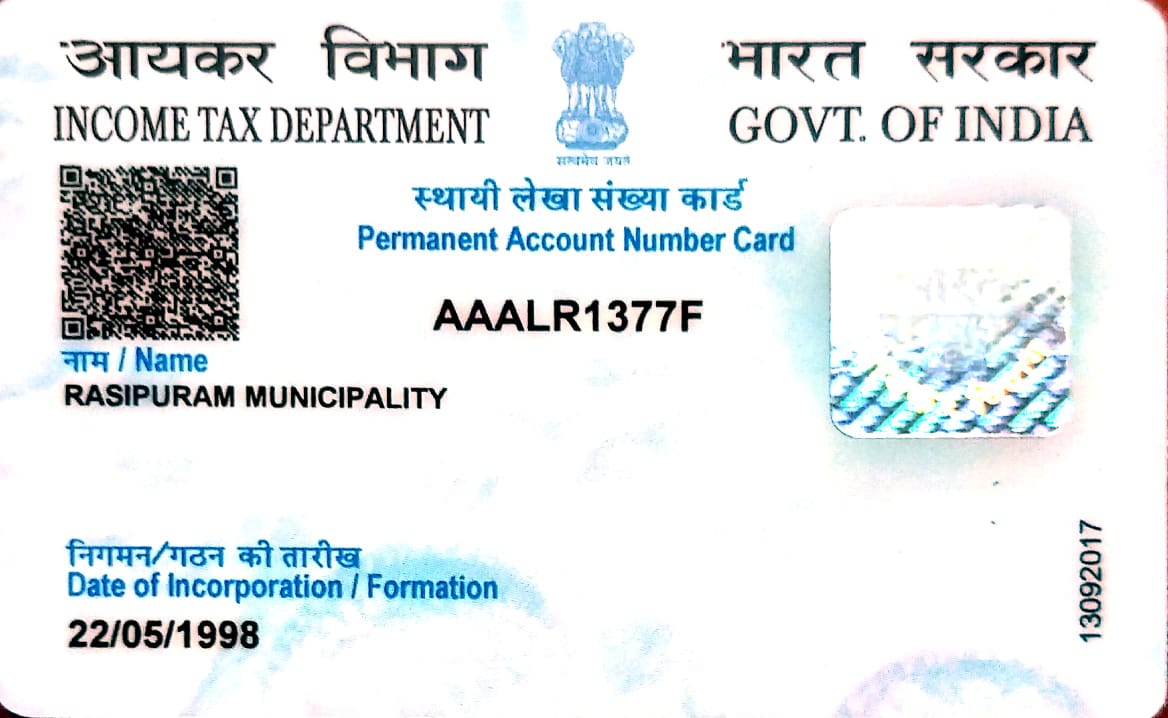 आयकर विभाग
INCOME TAX DEPARTMENT
सत्यमेव जयते
भारत सरकार
GOVT. OF INDIA
स्थायी लेखा संख्या कार्ड
Permanent Account Number Card
AAALR1377F
नाम / Name
RASIPURAM MUNICIPALITY
निगमन/गठन की तारीख
Date of Incorporation / Formation
22/05/1998
13092017